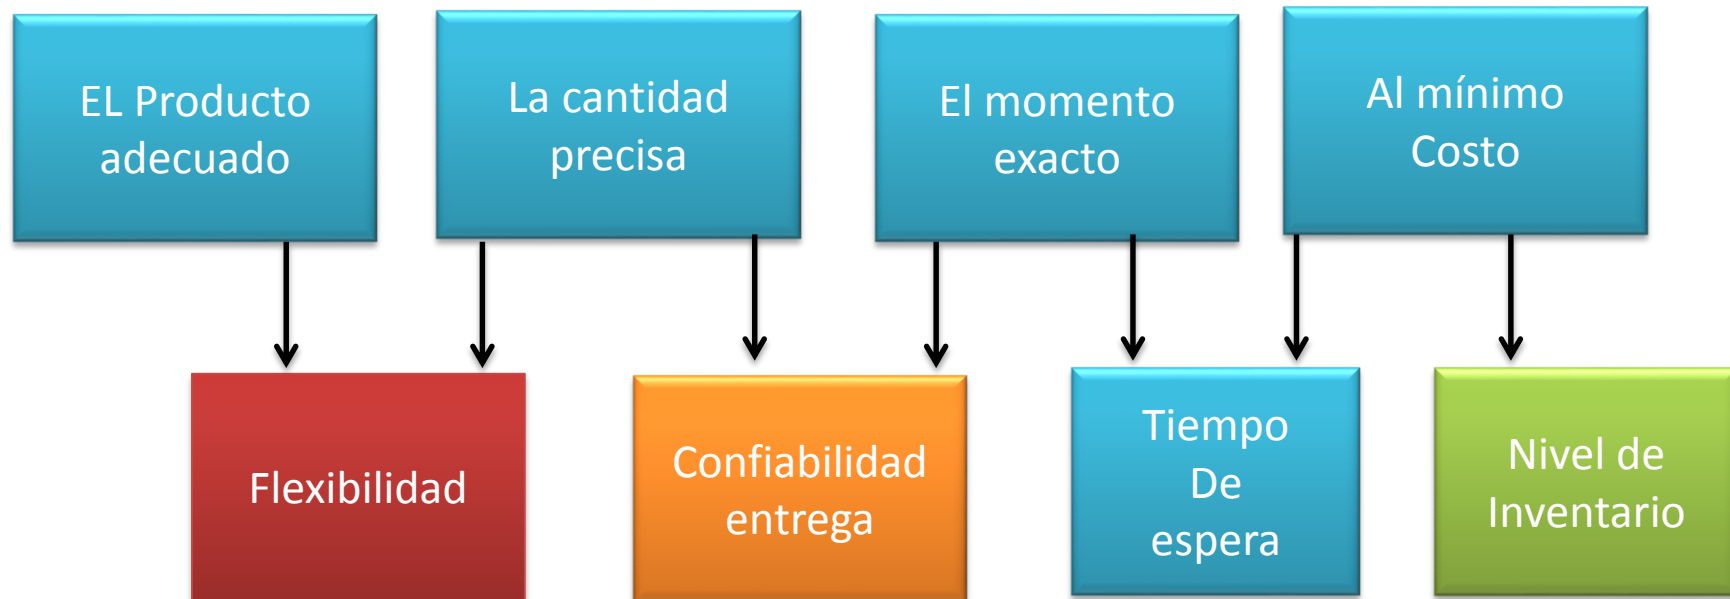 EL Producto
adecuado
La cantidad
precisa
El momento
exacto
Al mínimo
Costo
Flexibilidad
Confiabilidad
entrega
Tiempo
De
espera
Nivel de
Inventario